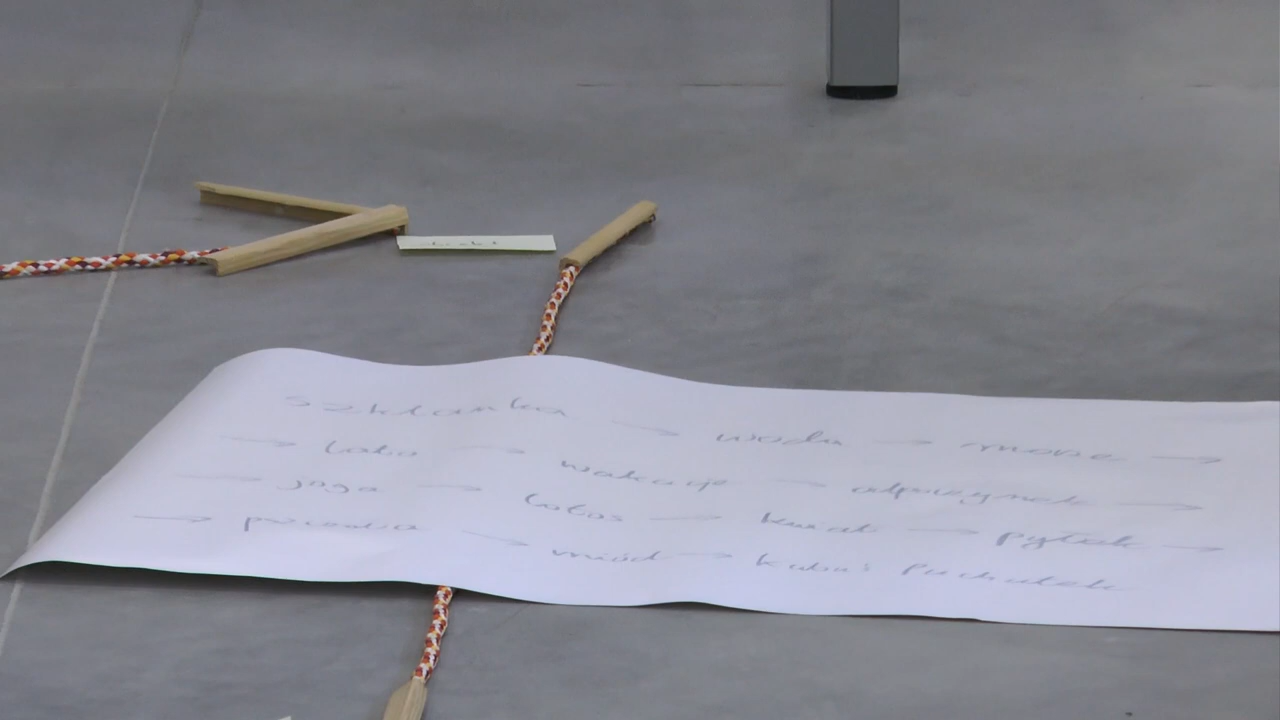 szklanka → woda → morze →
→ lato → wakacje → odpoczynek →
→ joga → lotos → kwiat → pyłek →
→ pszczoła → miód → Kubuś Puchatek